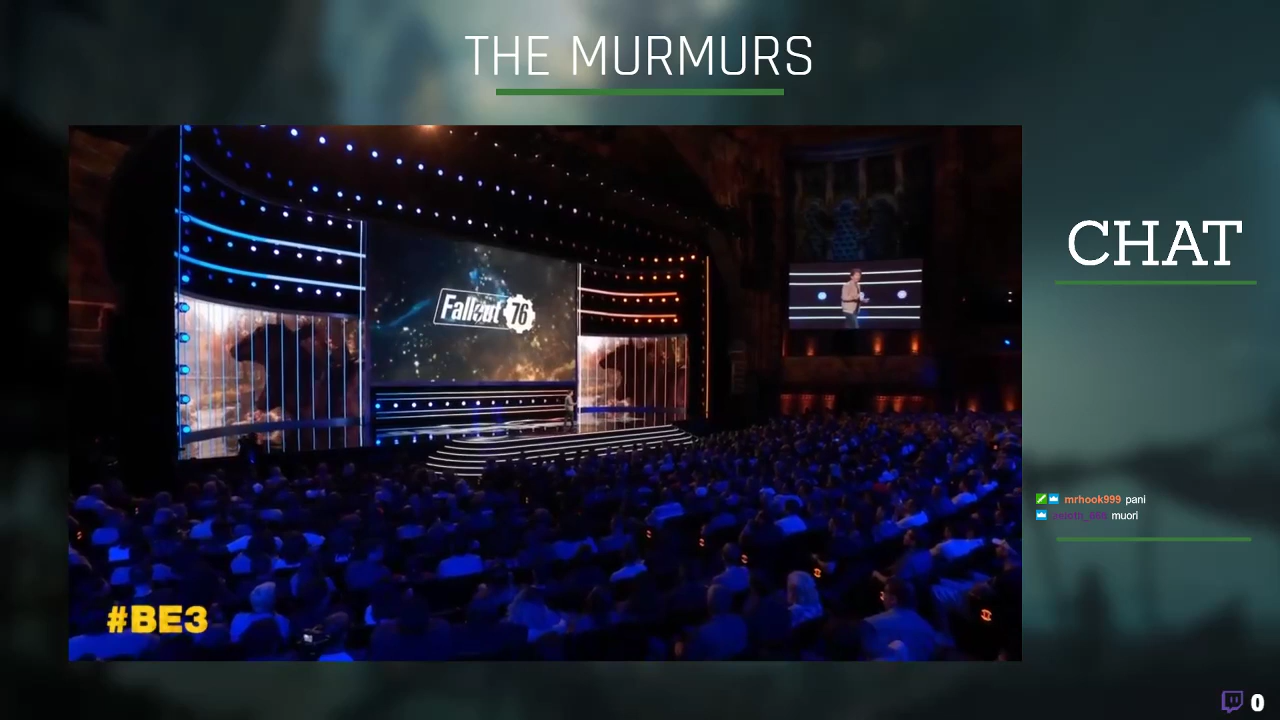 THE MURMURS
Fallout 76
CHAT
mrhook999 pani
muori
#BE3
0